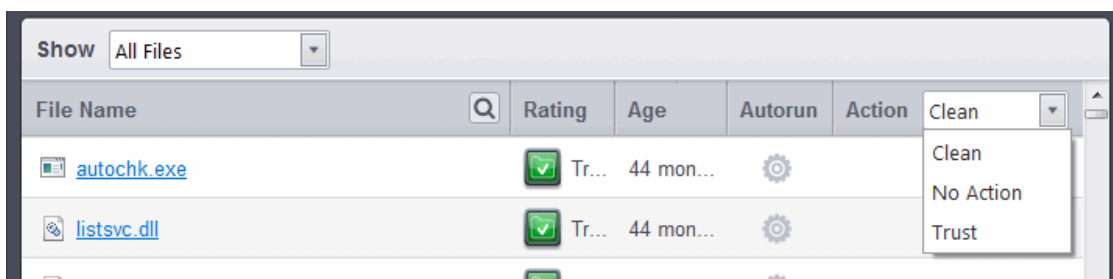 Show All Files
File Name Rating Age Autorun Action Clean
autochk.exe Tr... 44 mon... Clean
No Action
listsvc.dll Tr... 44 mon... Trust